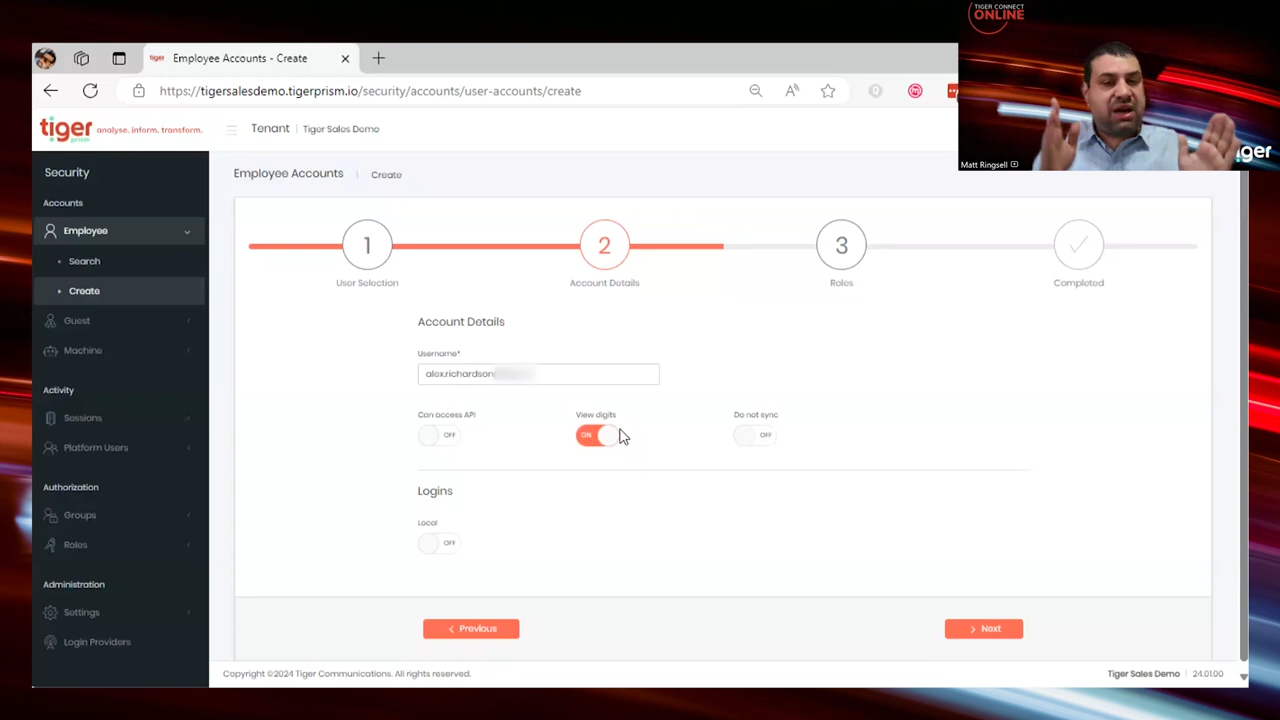 TIGER CONNECT
ONLINE
Employee Accounts - Create
https://tigersalesdemo.tigerprism.io/security/accounts/user-accounts/create
tiger prism analyse. inform. transform.
Tenant | Tiger Sales Demo
iger
Matt Ringsell
Security
Accounts
Employee
Search
Create
Guest
Machine
Activity
Sessions
Platform Users
Authorization
Groups
Roles
Administration
Settings
Login Providers
Employee Accounts | Create
1
2
3
User Selection
Account Details
Roles
Completed
Account Details
Username*
alex.richardson
Can access API
View digits
Do not sync
OFF
ON
OFF
Logins
Local
OFF
Previous
Next
Copyright ©2024 Tiger Communications. All rights reserved.
Tiger Sales Demo | 24.01.00